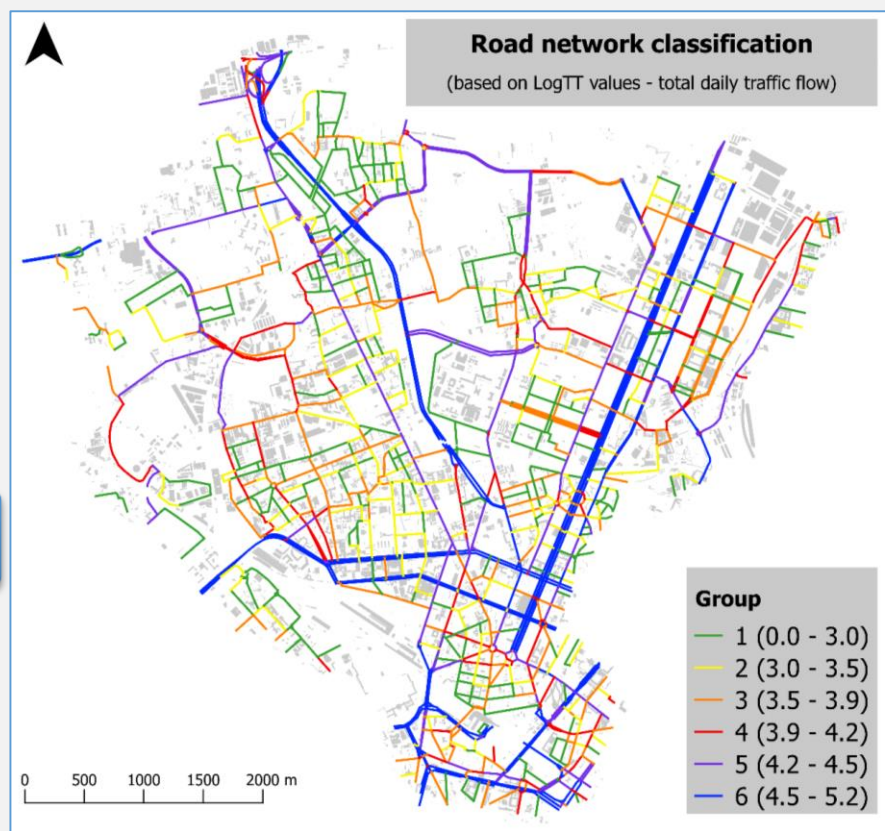 Road network classification
(based on LogTT values - total daily traffic flow)
Group
1 (0.0 - 3.0)
2 (3.0 - 3.5)
3 (3.5 - 3.9)
4 (3.9 - 4.2)
5 (4.2 - 4.5)
6 (4.5 - 5.2)
0 500 1000 1500 2000 m